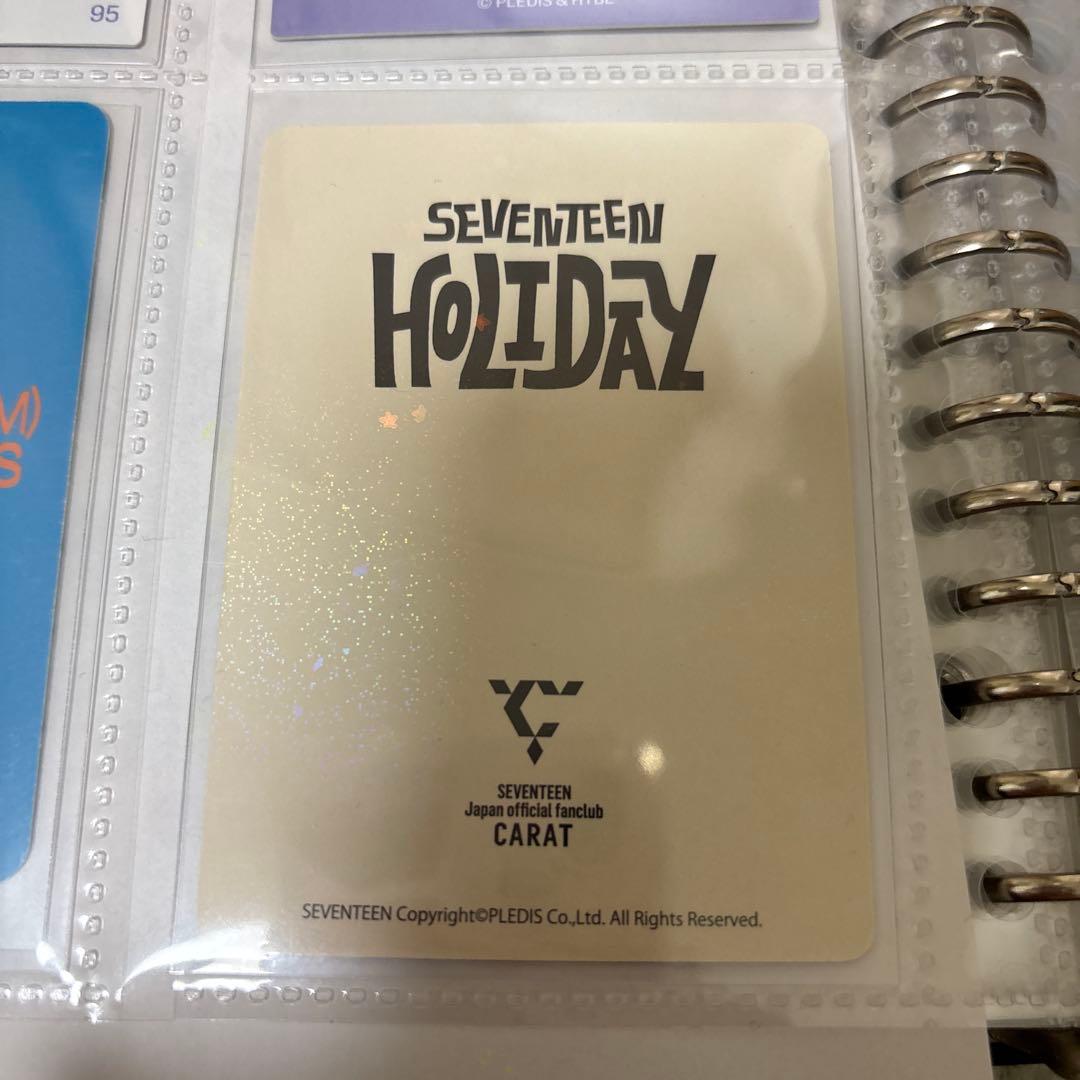 95
© PLEDIS & HYBE
M)
S
SEVENTEEN
HOLIDAY
SEVENTEEN
Japan official fanclub
CARAT
SEVENTEEN Copyright©PLEDIS Co.,Ltd. All Rights Reserved.